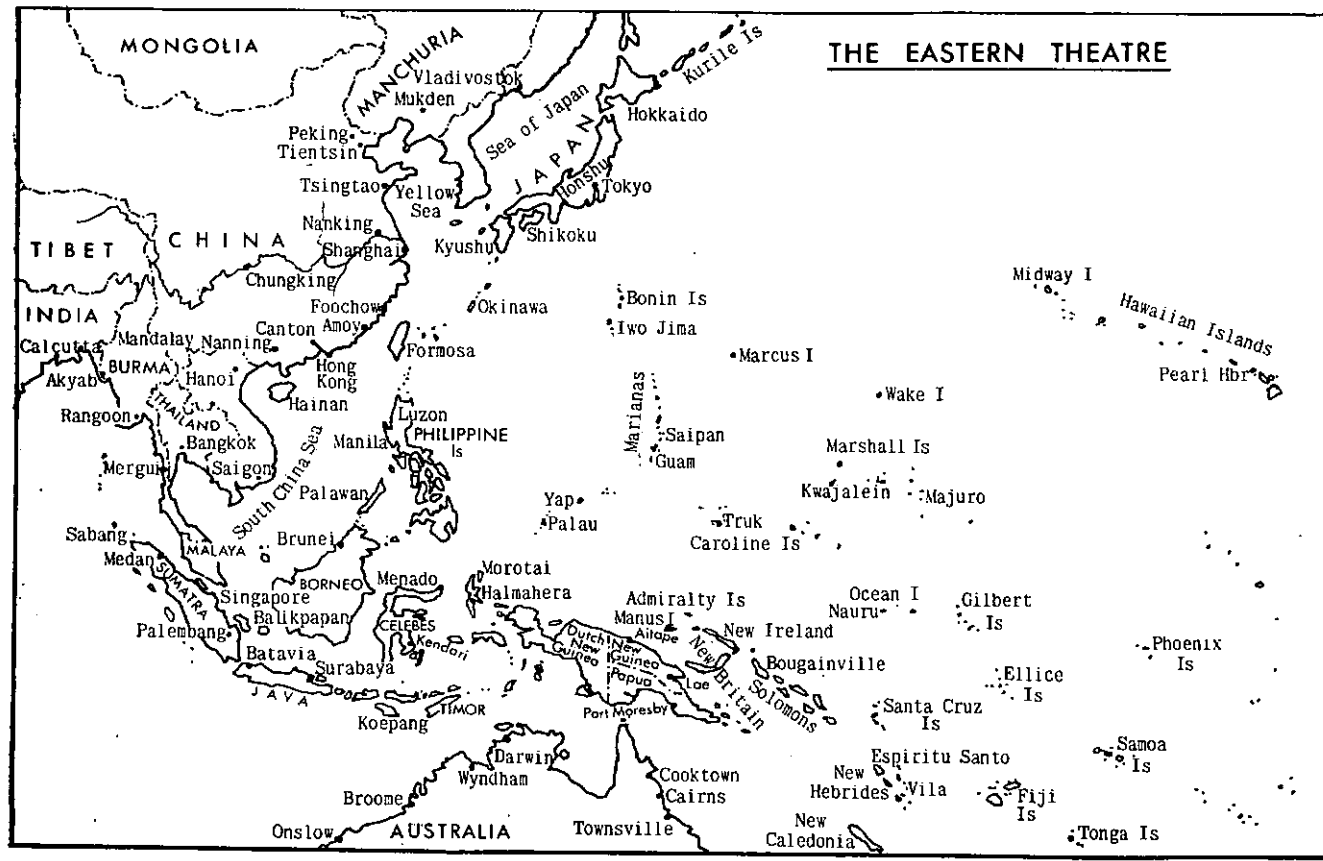 THE EASTERN THEATRE
MONGOLIA
MANCHURIA
Vladivostok
Mukden
Kurile Is
Sea of Japan
Hokkaido
Peking
Tientsin
JAPAN
Honshu
Tokyo
Tsingtao
Yellow
Sea
Nanking
Shanghai
Kyushu
Shikoku
TIBET
CHINA
Chungking
Midway I
Hawaiian Islands
Pearl Hbr
Okinawa
Bonin Is
Iwo Jima
INDIA
Calcutta
Foochow
Amoy
Canton
Mandalay
Nanning
Formosa
Marcus I
Akyab
BURMA
Hanoi
Hong
Kong
Hainan
Wake I
Rangoon
THAILAND
Luzon
Marianas
Bangkok
Manila
PHILIPPINE
Is
Saipan
Guam
Marshall Is
Mergui
Saigon
South China Sea
Palawan
Kwajalein
Majuro
Yap
Palau
Truk
Caroline Is
Sabang
Medan
MALAYA
Brunei
SUMATRA
BORNEO
Menado
Morotai
Halmahera
Singapore
Balikpapan
CELEBES
Kendari
Admiralty Is
Manus I
Aitape
New Ireland
Ocean I
Nauru
Gilbert
Is
Palembang
Dutch
New
Guinea
New
Guinea
Papua
Lae
New
Britain
Bougainville
Solomons
Phoenix
Is
Ellice
Is
Batavia
Surabaya
JAVA
Koepang
TIMOR
Port Moresby
Santa Cruz
Is
Darwin
Wyndham
Espiritu Santo
Samoa
Is
Broome
Cooktown
Cairns
New
Hebrides
Vila
Fiji
Is
Onslow
AUSTRALIA
Townsville
New
Caledonia
Tonga Is